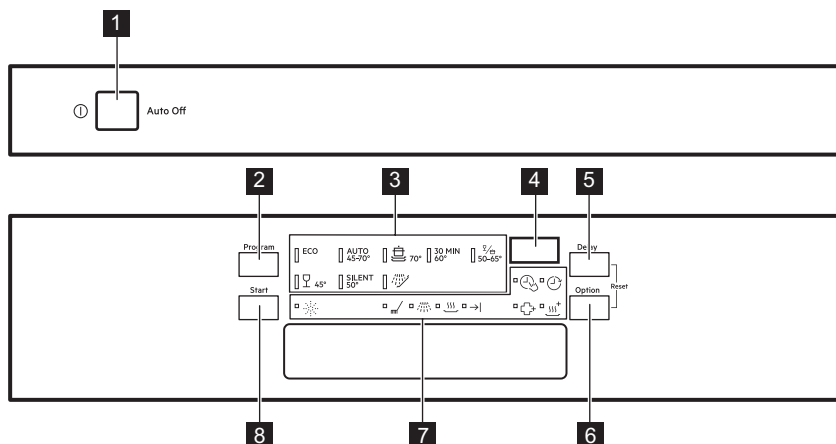 1
Auto Off
2
3
4
5
Program
Delay
ECO
AUTO
45-70°
70°
30 MIN
60°
50-65°
45°
SILENT
50°
Start
Option
Reset
8
7
6